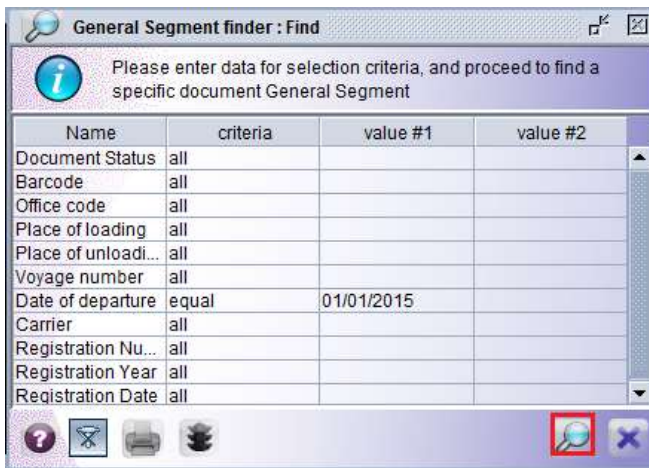 General Segment finder : Find
Please enter data for selection criteria, and proceed to find a
specific document General Segment
Name criteria value #1 value #2
Document Status all
Barcode all
Office code all
Place of loading all
Place of unloadi... all
Voyage number all
Date of departure equal 01/01/2015
Carrier all
Registration Nu... all
Registration Year all
Registration Date all